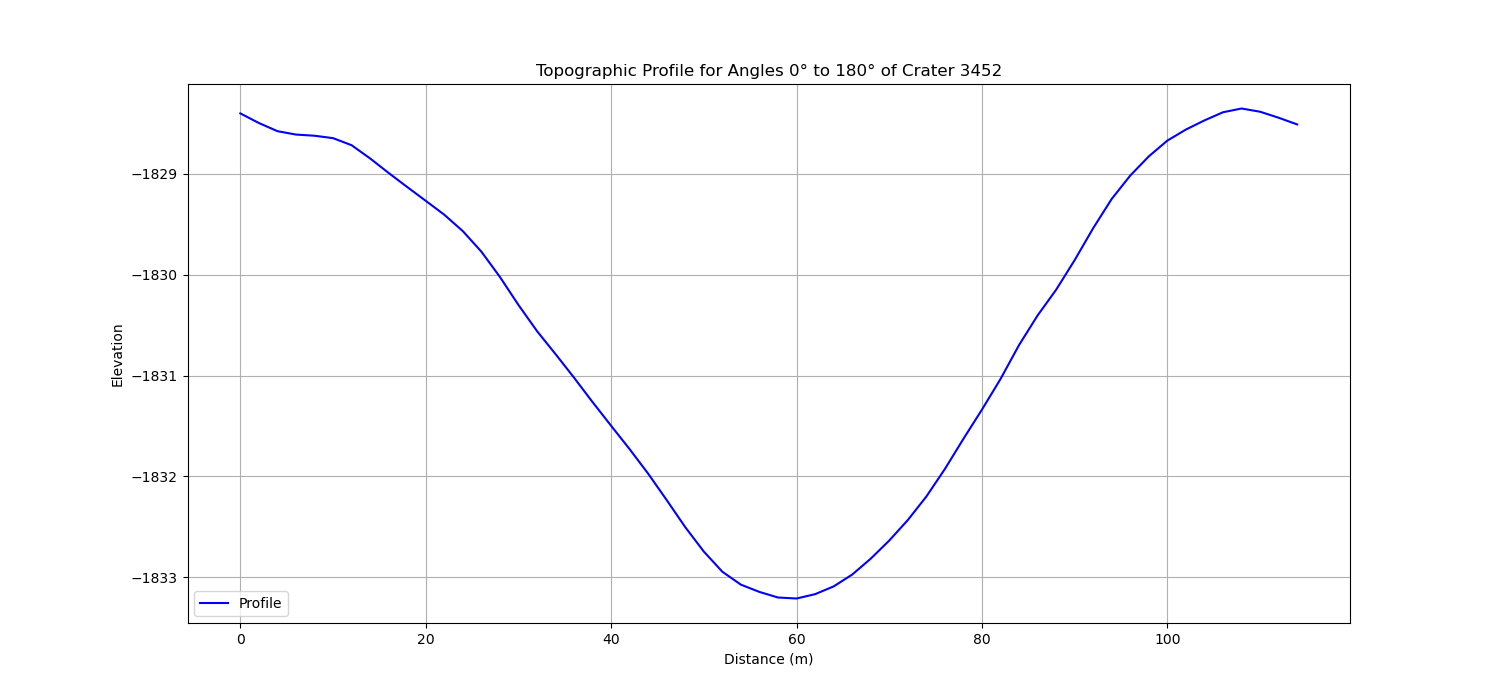 Topographic Profile for Angles 0° to 180° of Crater 3452
Elevation
−1829
−1830
−1831
−1832
−1833
Profile
0 20 40 60 80 100
Distance (m)